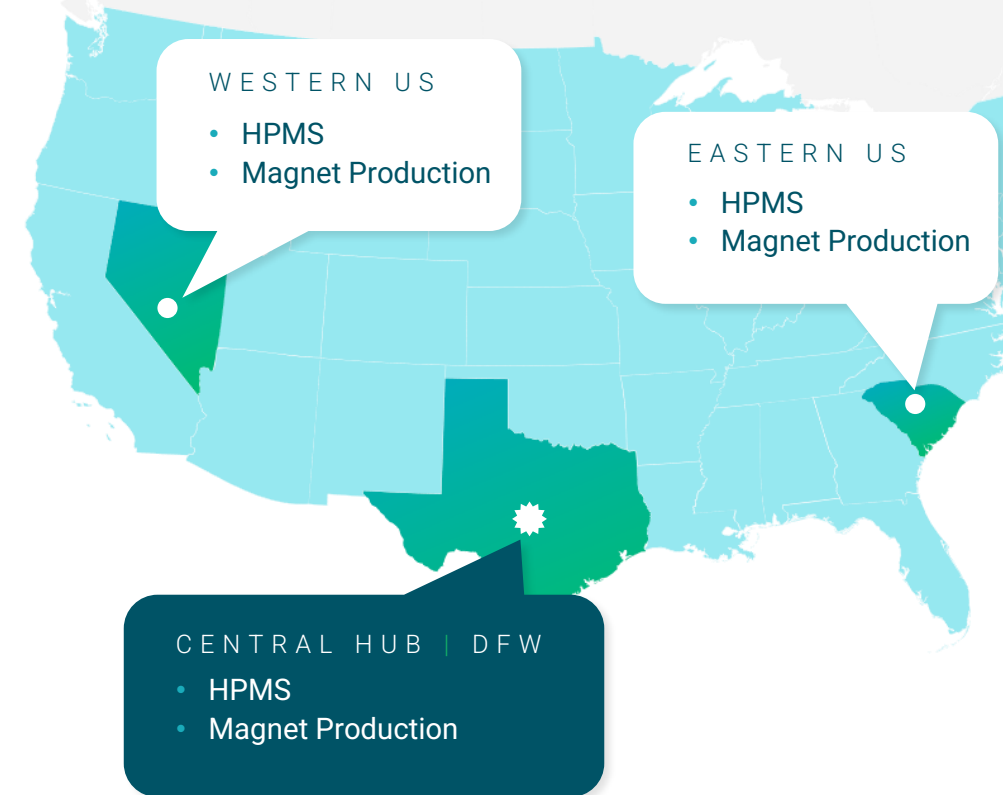 WESTERN US
• HPMS
• Magnet Production
EASTERN US
• HPMS
• Magnet Production
CENTRAL HUB | DFW
• HPMS
• Magnet Production